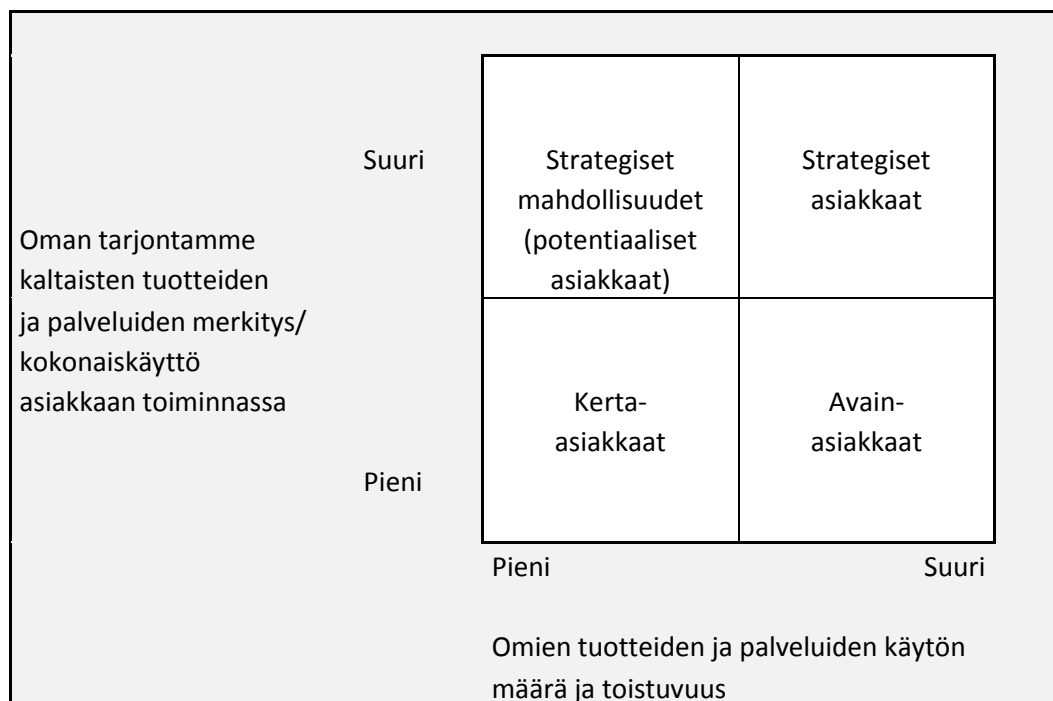 Suuri
Strategiset
mahdollisuudet
(potentiaaliset
asiakkaat)
Strategiset
asiakkaat
Oman tarjontamme
kaltaisten tuotteiden
ja palveluiden merkitys/
kokonaiskäyttö
asiakkaan toiminnassa
Kerta-
asiakkaat
Avain-
asiakkaat
Pieni
Pieni
Suuri
Omien tuotteiden ja palveluiden käytön
määrä ja toistuvuus